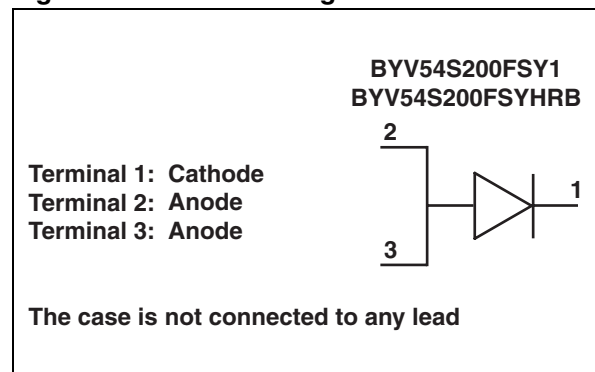 BYV54S200FSY1
BYV54S200FSYHRB
2
Terminal 1: Cathode
Terminal 2: Anode
Terminal 3: Anode
1
3
The case is not connected to any lead